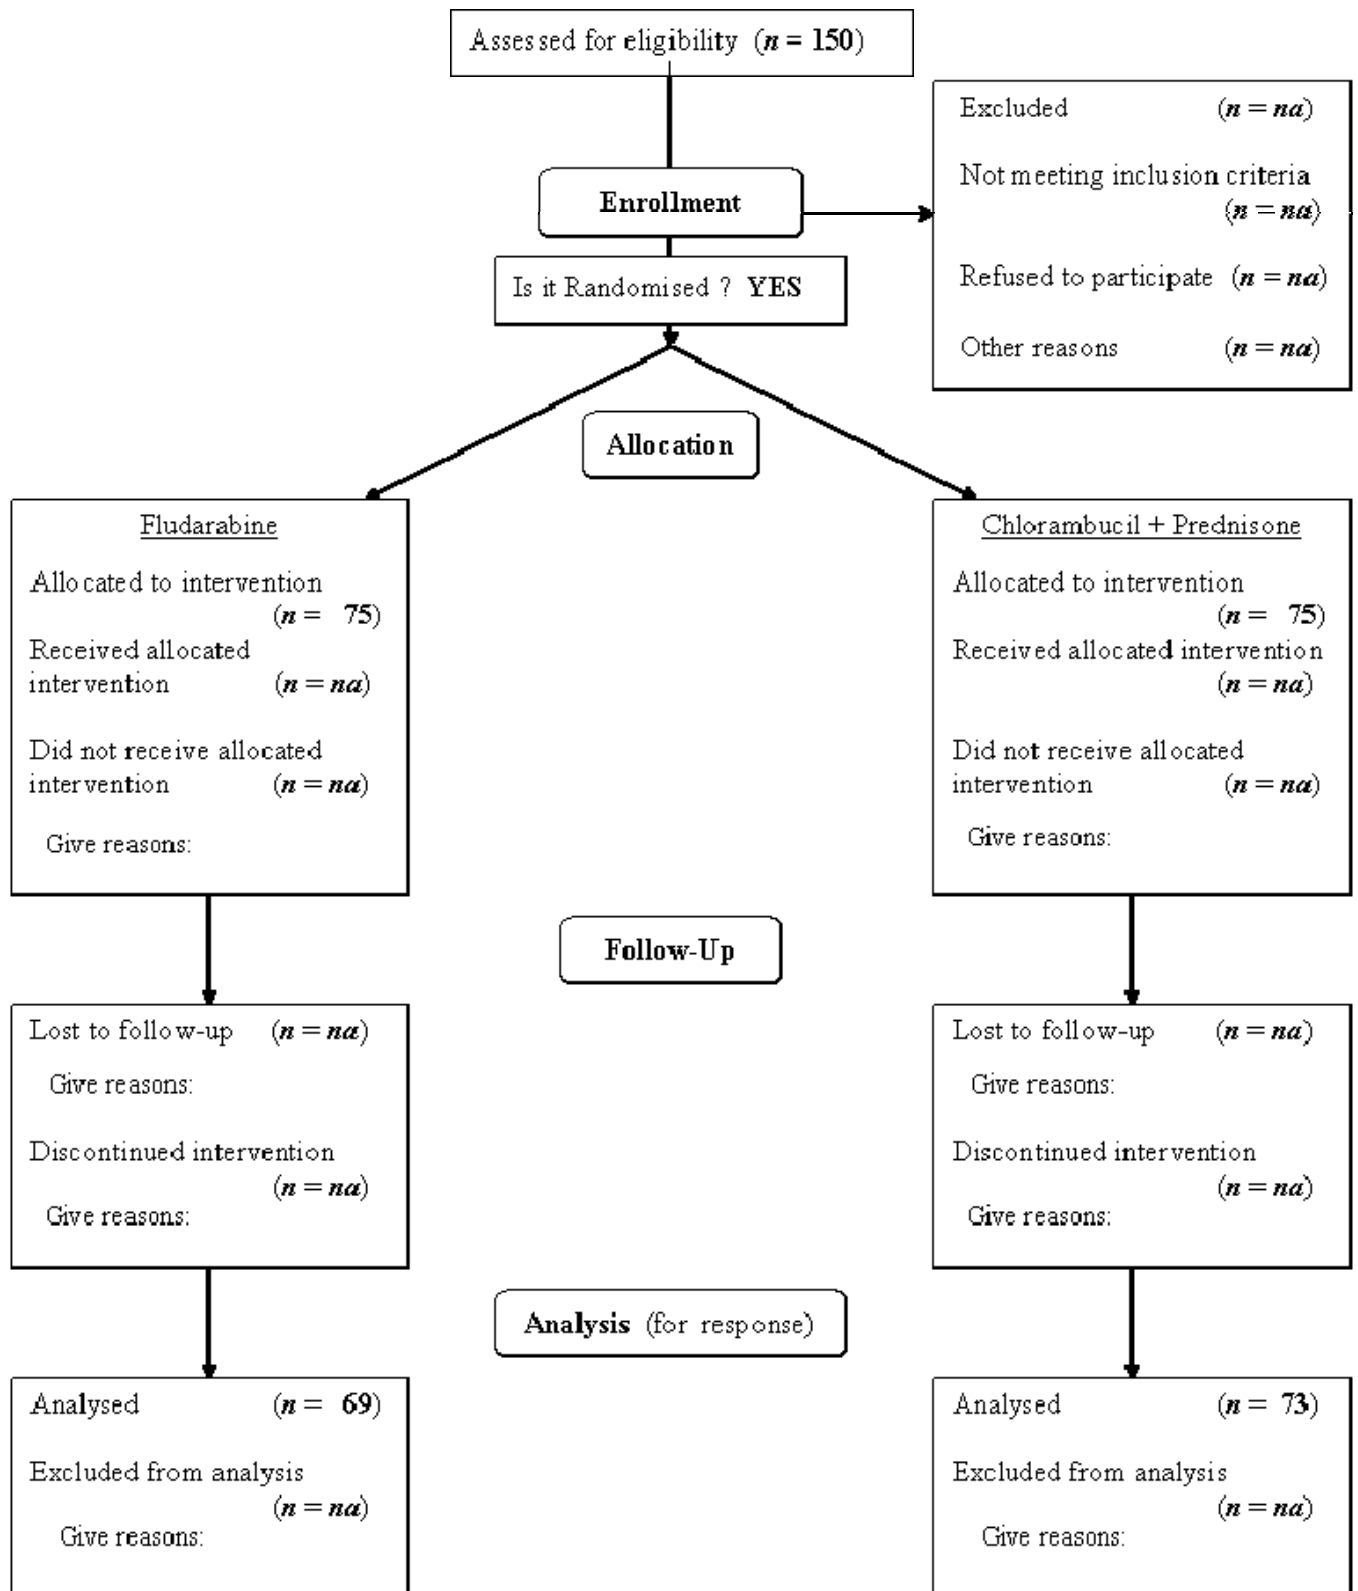 Assessed for eligibility (n = 150)
Excluded (n = na)
Not meeting inclusion criteria
(n = na)
Refused to participate (n = na)
Other reasons (n = na)
Enrollment
Is it Randomised ? YES
Allocation
Fludarabine
Allocated to intervention
(n = 75)
Received allocated
intervention (n = na)
Did not receive allocated
intervention (n = na)
Give reasons:
Chlorambucil + Prednisone
Allocated to intervention
(n = 75)
Received allocated intervention
(n = na)
Did not receive allocated
intervention (n = na)
Give reasons:
Follow-Up
Lost to follow-up (n = na)
Give reasons:
Discontinued intervention
(n = na)
Give reasons:
Lost to follow-up (n = na)
Give reasons:
Discontinued intervention
(n = na)
Give reasons:
Analysis (for response)
Analysed (n = 69)
Excluded from analysis
(n = na)
Give reasons:
Analysed (n = 73)
Excluded from analysis
(n = na)
Give reasons: